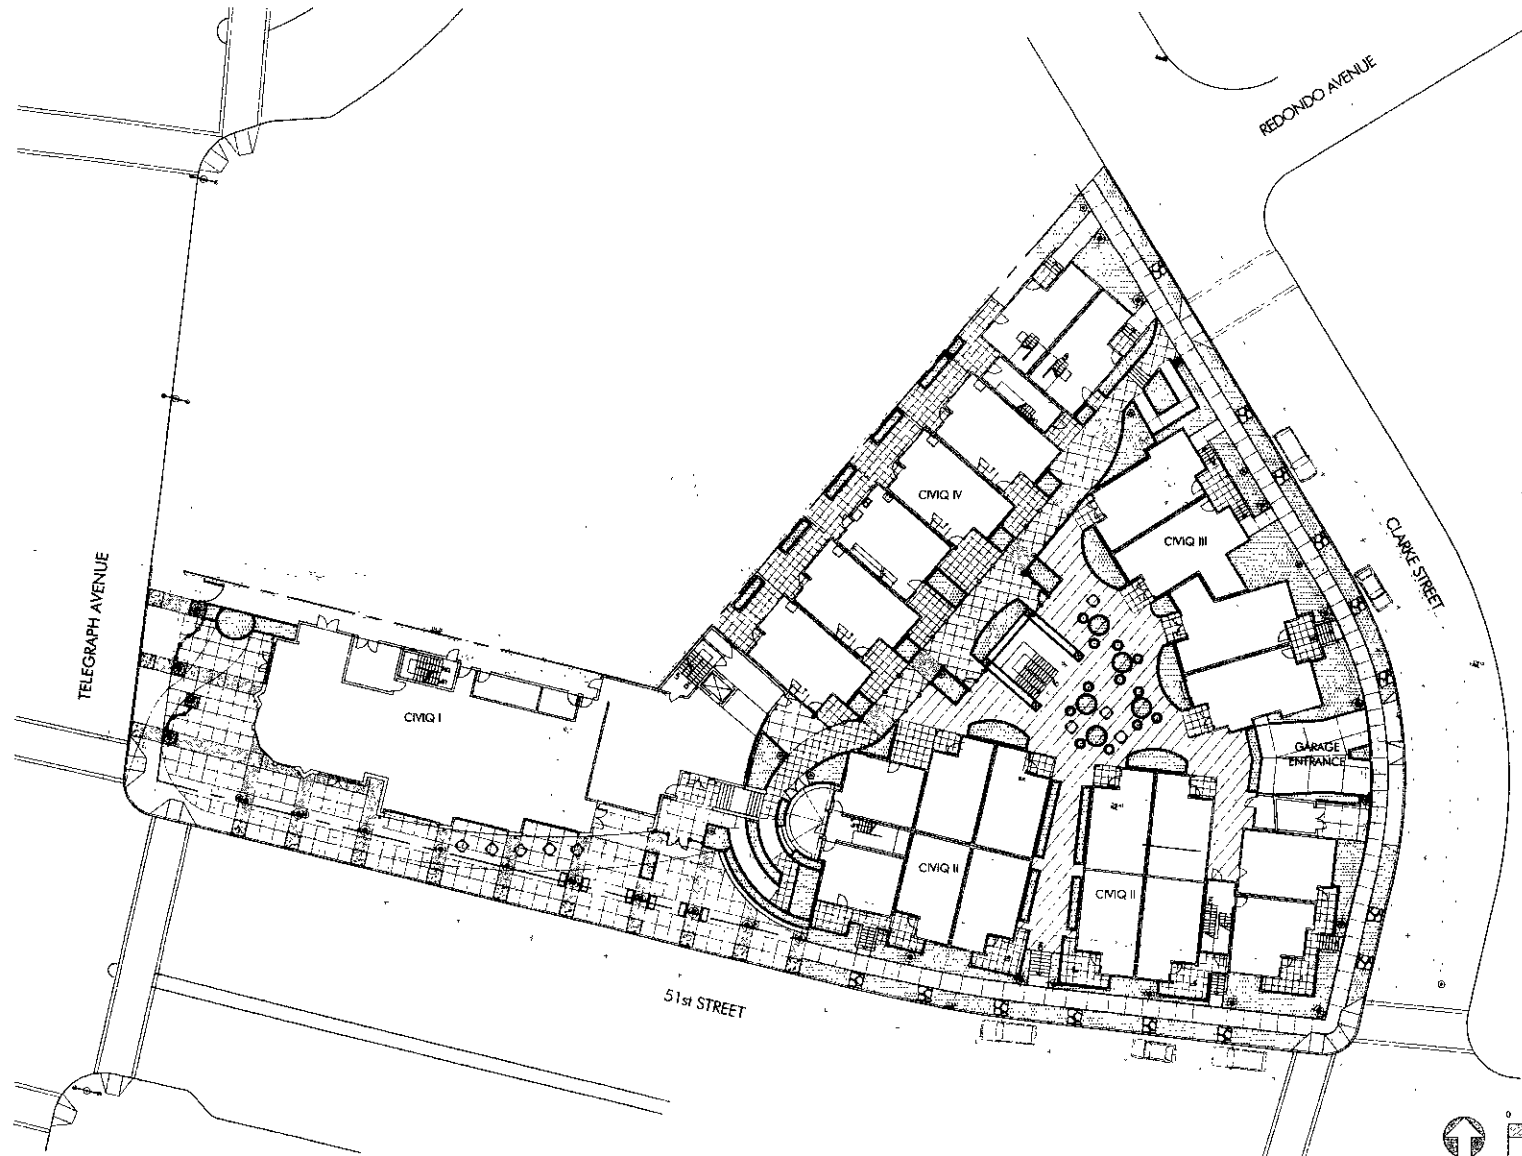 REDONDO AVENUE
CIVIQ IV
CIVIQ III
CLARKE STREET
TELEGRAPH AVENUE
CIVIQ I
GARAGE
ENTRANCE
CIVIQ II
CIVIQ II
51st STREET
0